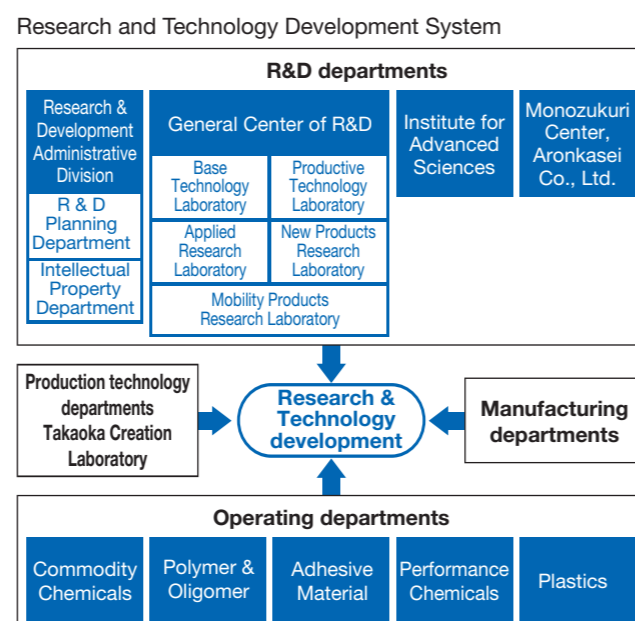 Research and Technology Development System
R&D departments
Research &
Development
Administrative
Division
R & D
Planning
Department
Intellectual
Property
Department
General Center of R&D
Base
Technology
Laboratory
Productive
Technology
Laboratory
Applied
Research
Laboratory
New Products
Research
Laboratory
Mobility Products
Research Laboratory
Institute for
Advanced
Sciences
Monozukuri
Center,
Aronkasei
Co., Ltd.
Production technology
departments
Takaoka Creation
Laboratory
Research &
Technology
development
Manufacturing
departments
Operating departments
Commodity
Chemicals
Polymer &
Oligomer
Adhesive
Material
Performance
Chemicals
Plastics